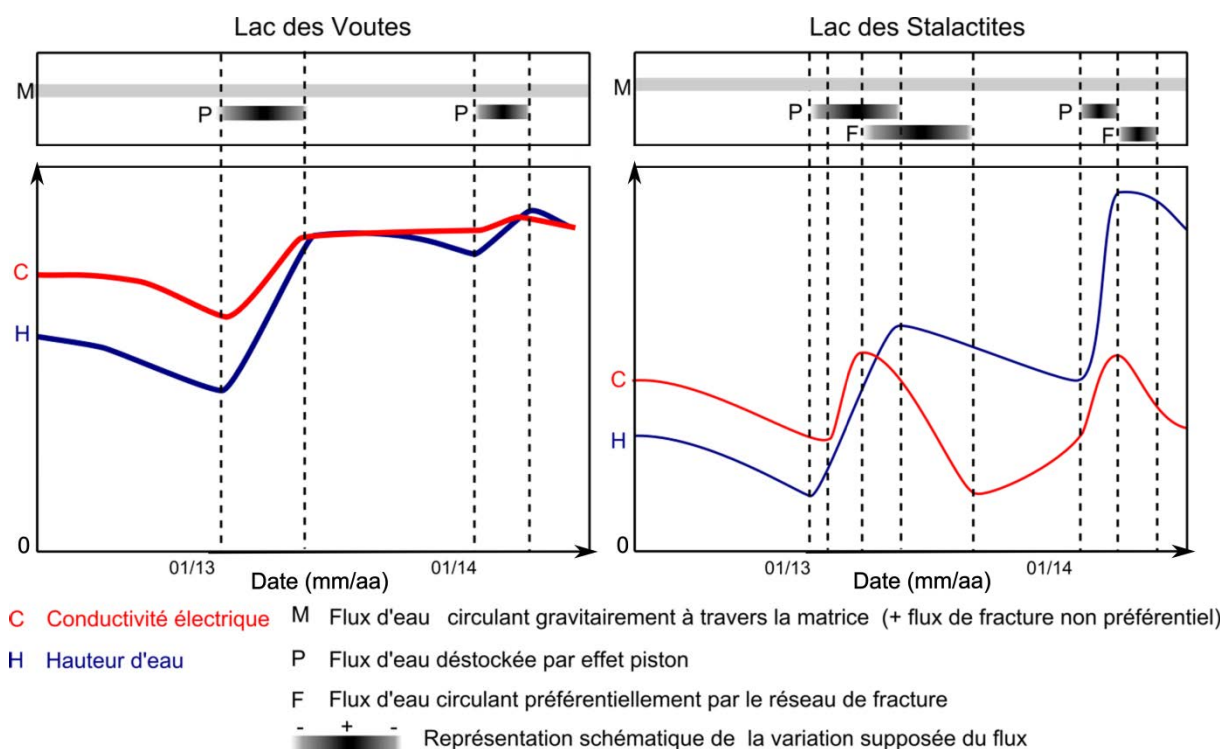 Lac des Voutes
Lac des Stalactites
M
P
P
M
P
F
P
F
C
H
0
01/13
01/14
Date (mm/aa)
C
H
0
01/13
01/14
Date (mm/aa)
C Conductivité électrique
M Flux d'eau circulant gravitairement à travers la matrice (+ flux de fracture non préférentiel)
H Hauteur d'eau
P Flux d'eau déstockée par effet piston
F Flux d'eau circulant préférentiellement par le réseau de fracture
- + -
Représentation schématique de la variation supposée du flux